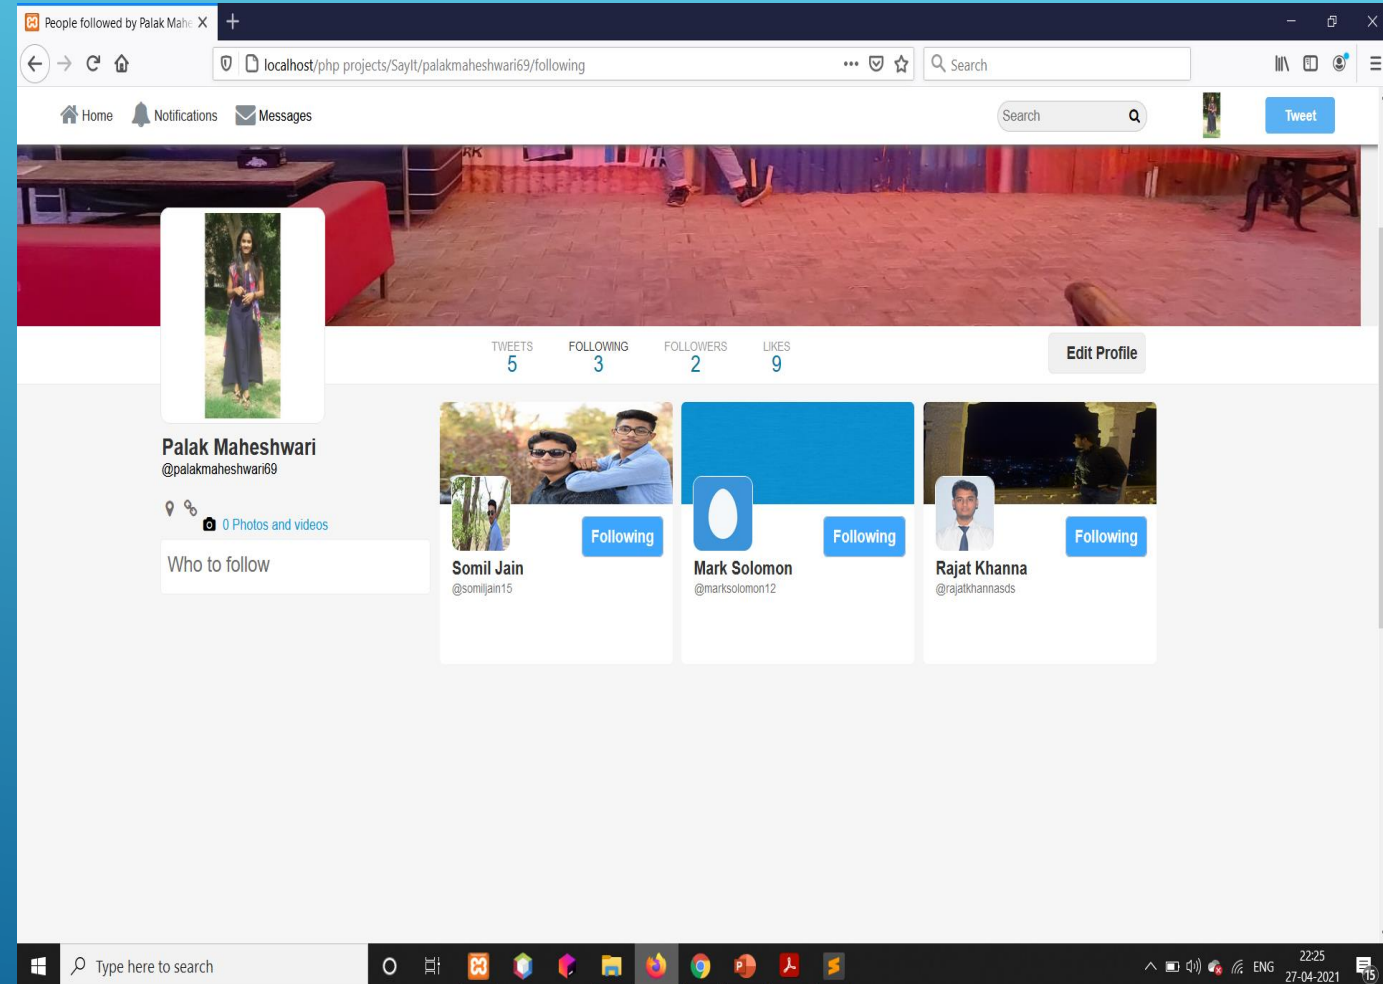 People followed by Palak Mahe
localhost/php projects/SayIt/palakmaheshwari69/following
Search
Home
Notifications
Messages
Search
Tweet
TWEETS
5
FOLLOWING
3
FOLLOWERS
2
LIKES
9
Edit Profile
Palak Maheshwari
@palakmaheshwari69
0 Photos and videos
Who to follow
Following
Somil Jain
@somiljain15
Following
Mark Solomon
@marksolomon12
Following
Rajat Khanna
@rajatkhannasds
Type here to search
ENG
22:25
27-04-2021
15